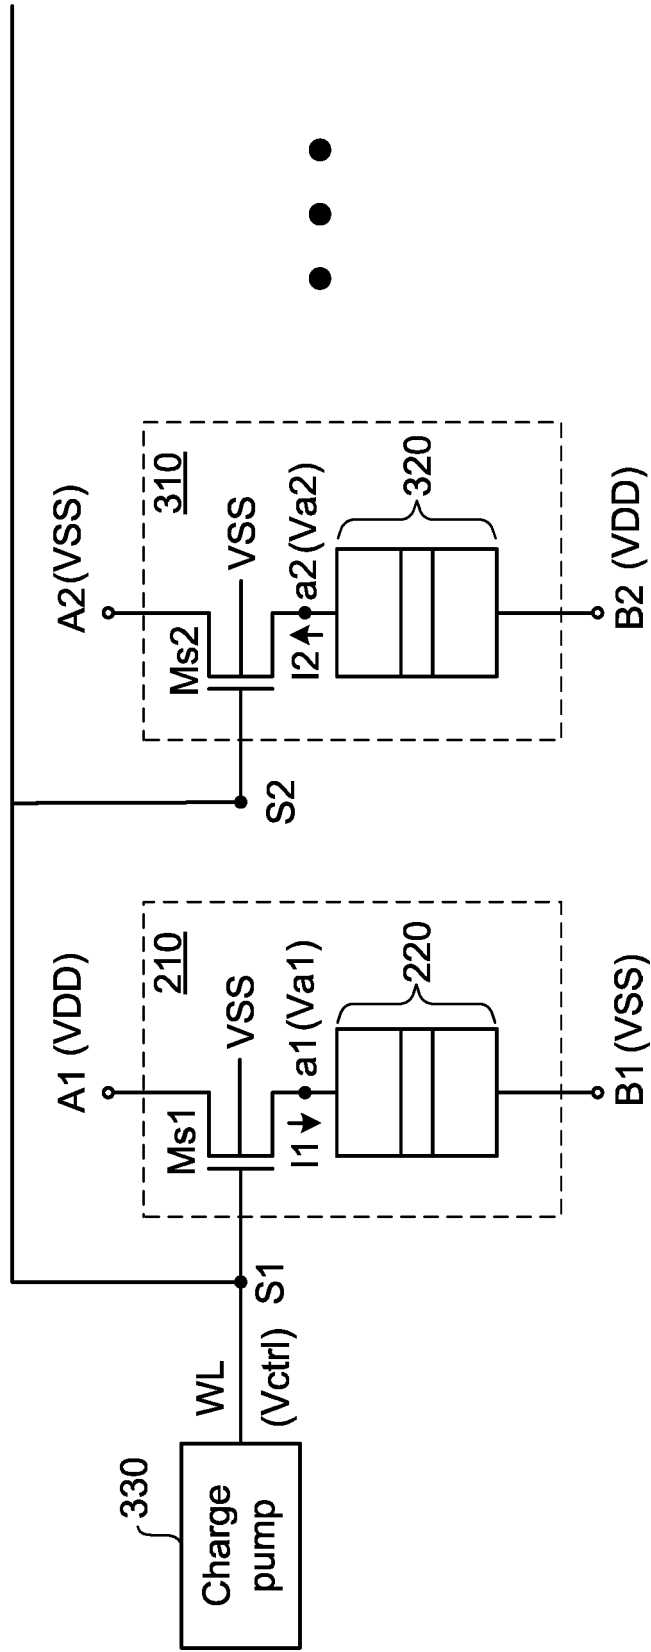 330
Charge
pump
WL
(Vctrl)
S1
A1 (VDD)
210
Ms1
VSS
I1
a1 (Va1)
220
B1 (VSS)
S2
A2 (VSS)
310
Ms2
VSS
I2
a2 (Va2)
320
B2 (VDD)